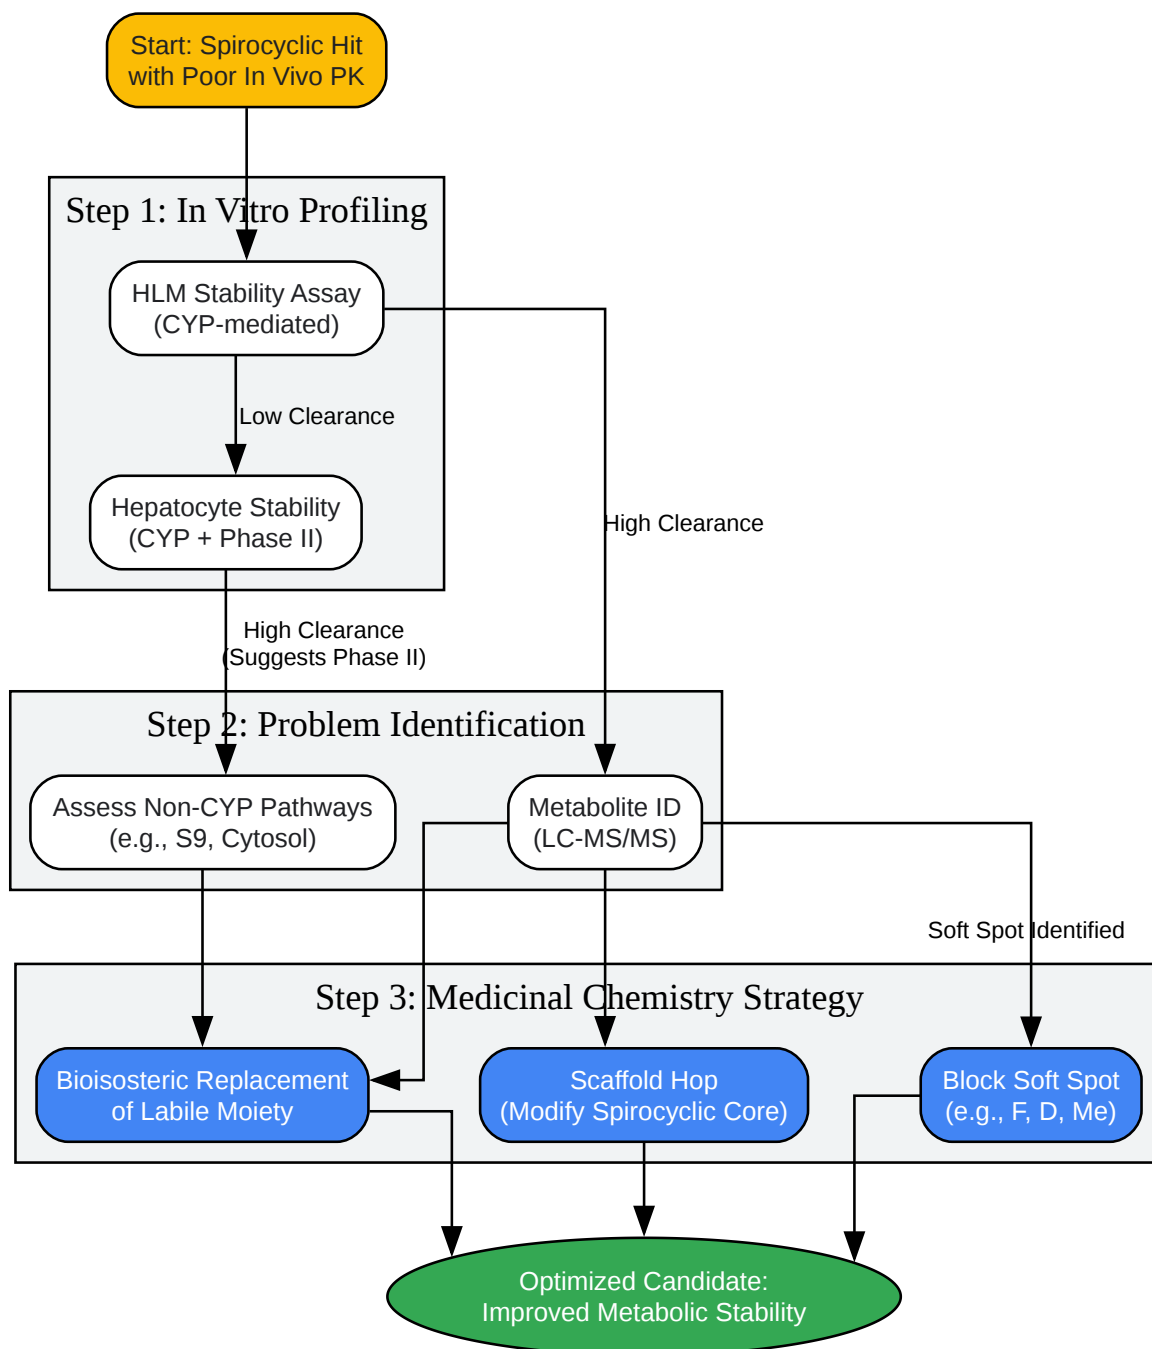 Start: Spirocyclic Hit
with Poor In Vivo PK
Step 1: In Vitro Profiling
HLM Stability Assay
(CYP-mediated)
Low Clearance
Hepatocyte Stability
(CYP + Phase II)
High Clearance
High Clearance
(Suggests Phase II)
Step 2: Problem Identification
Assess Non-CYP Pathways
(e.g., S9, Cytosol)
Metabolite ID
(LC-MS/MS)
Soft Spot Identified
Step 3: Medicinal Chemistry Strategy
Bioisosteric Replacement
of Labile Moiety
Scaffold Hop
(Modify Spirocyclic Core)
Block Soft Spot
(e.g., F, D, Me)
Optimized Candidate:
Improved Metabolic Stability